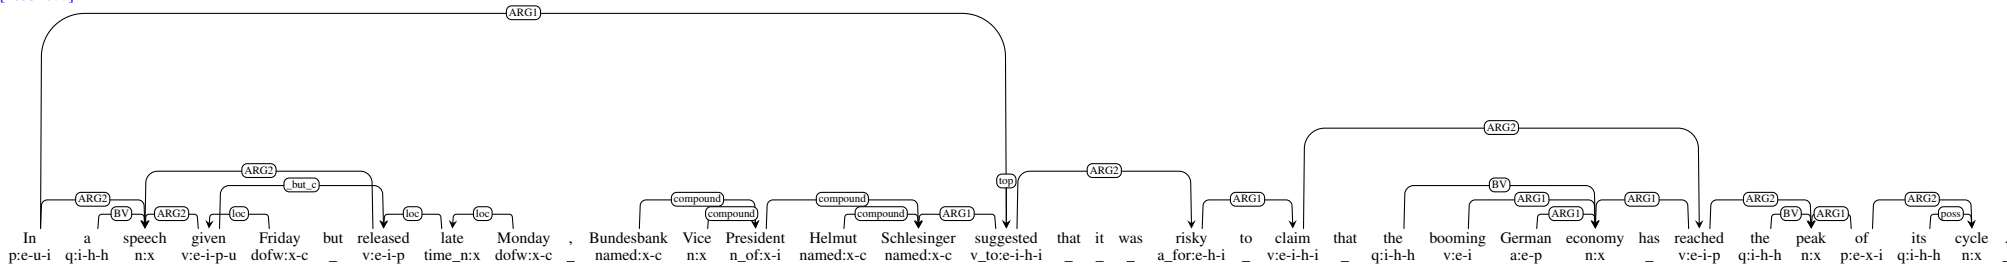 ARG1
ARG2
ARG2 ARG2
_but_c top BV
ARG2 compound compound ARG1 ARG1 ARG2 ARG2
BV ARG2 loc loc loc compound compound ARG1 ARG1 ARG1 BV ARG1 poss
In a speech given Friday but released late Monday , Bundesbank Vice President Helmut Schlesinger suggested that it was risky to claim that the booming German economy has reached the peak of its cycle
p:e-u-i q:i-h-h n:x v:e-i-p-u dofw:x-c _ v:e-i-p time_n:x dofw:x-c _ named:x-c n:x n_of:x-i named:x-c named:x-c v_to:e-i-h-i _ _ _ a_for:e-h-i _ v:e-i-h-i _ q:i-h-h v:e-i a:e-p n:x _ v:e-i-p q:i-h-h n:x p:e-x-i q:i-h-h n:x